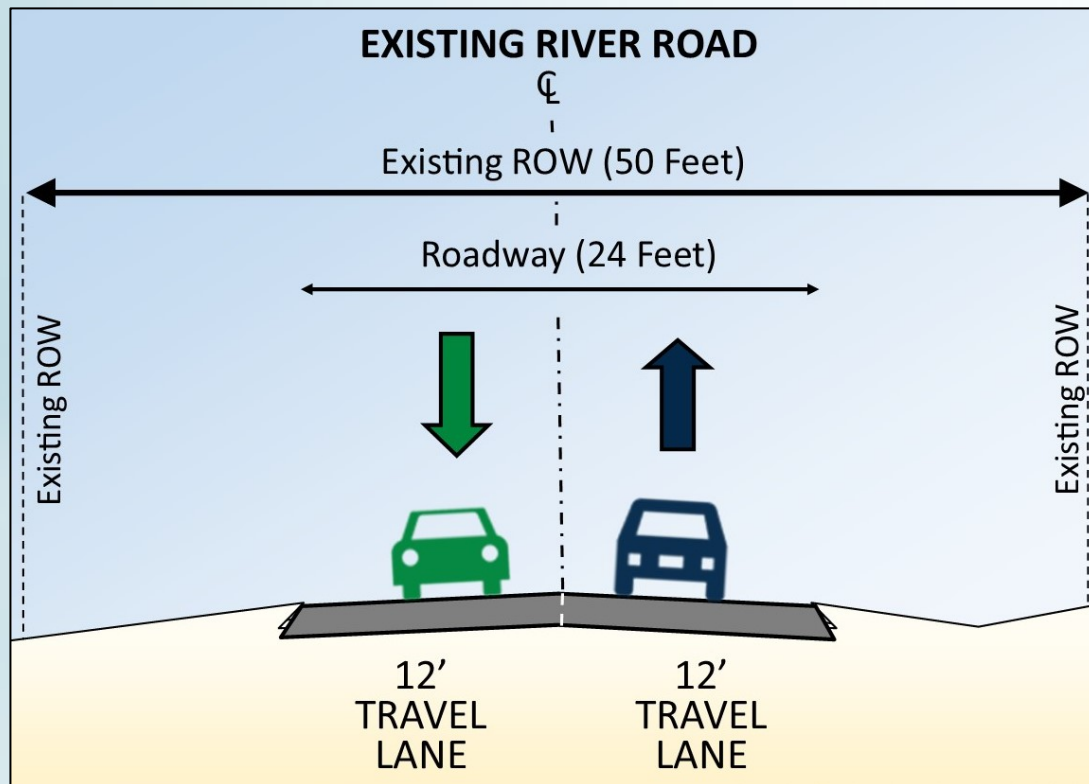 EXISTING RIVER ROAD
℄
Existing ROW (50 Feet)
Roadway (24 Feet)
Existing ROW
Existing ROW
12’
TRAVEL
LANE
12’
TRAVEL
LANE